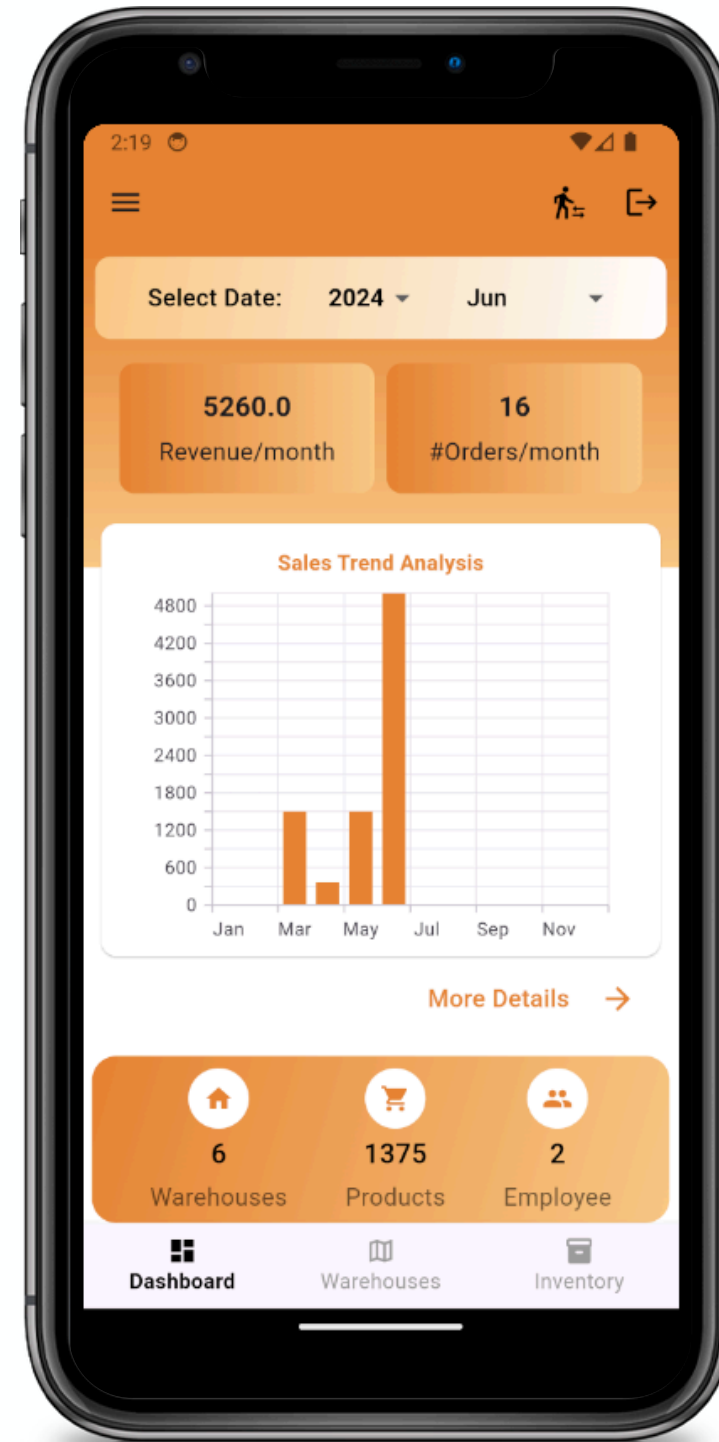 2:19
Select Date: 2024 Jun
5260.0 16
Revenue/month #Orders/month
Sales Trend Analysis
4800
4200
3600
3000
2400
1800
1200
600
0
Jan Mar May Jul Sep Nov
More Details
6 1375 2
Warehouses Products Employee
Dashboard Warehouses Inventory